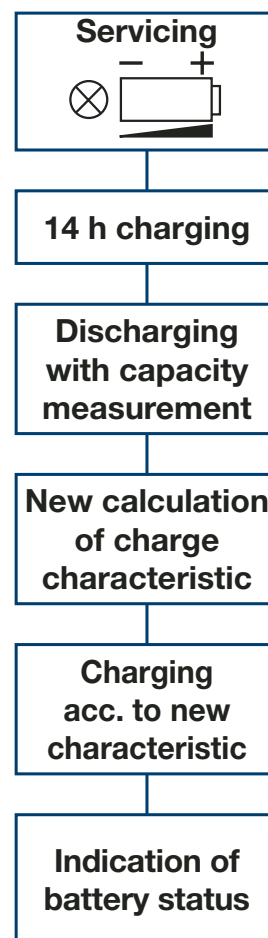 Servicing
− +
14 h charging
Discharging
with capacity
measurement
New calculation
of charge
characteristic
Charging
acc. to new
characteristic
Indication of
battery status